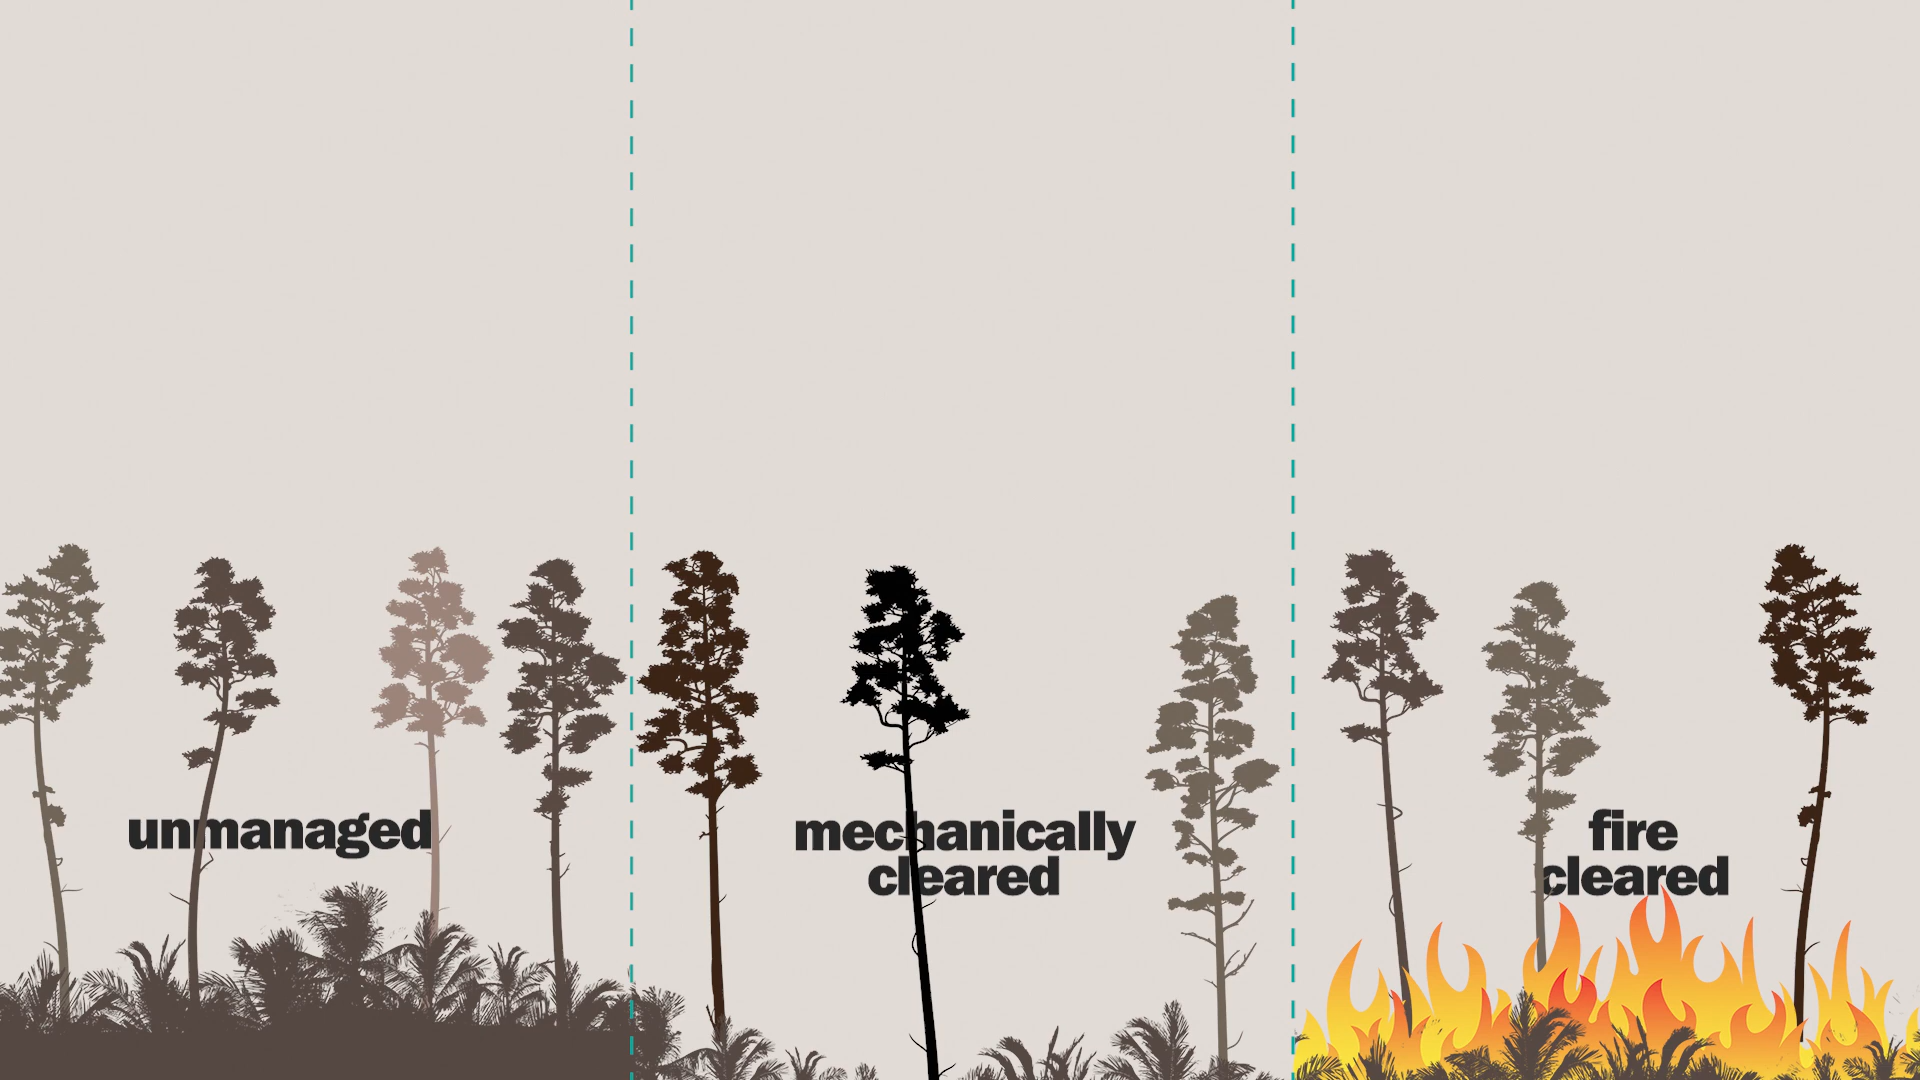 unmanaged
mechanically
cleared
fire
cleared